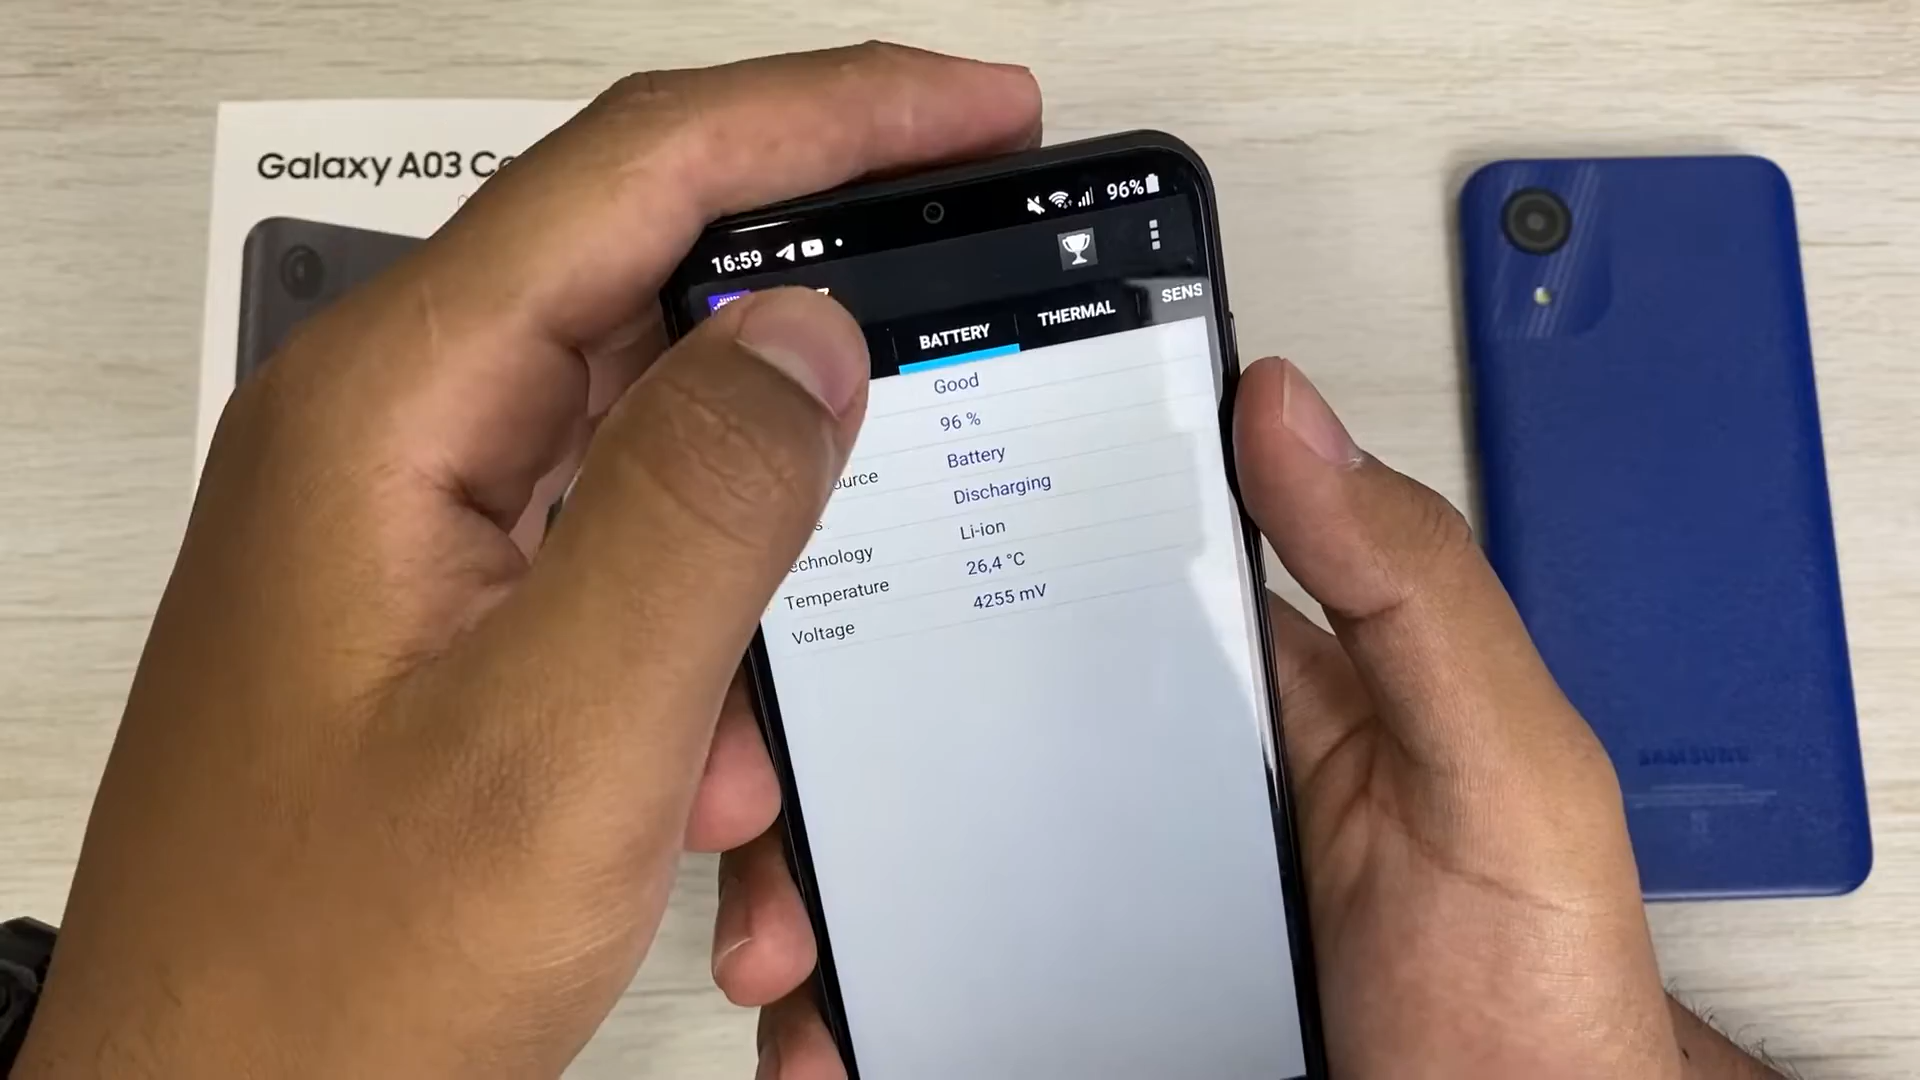 Galaxy A03
96%
16:59
BATTERY
THERMAL
SENS
Good
96 %
ource
Battery
s
Discharging
echnology
Li-ion
Temperature
26,4 °C
Voltage
4255 mV
SAMSUNG